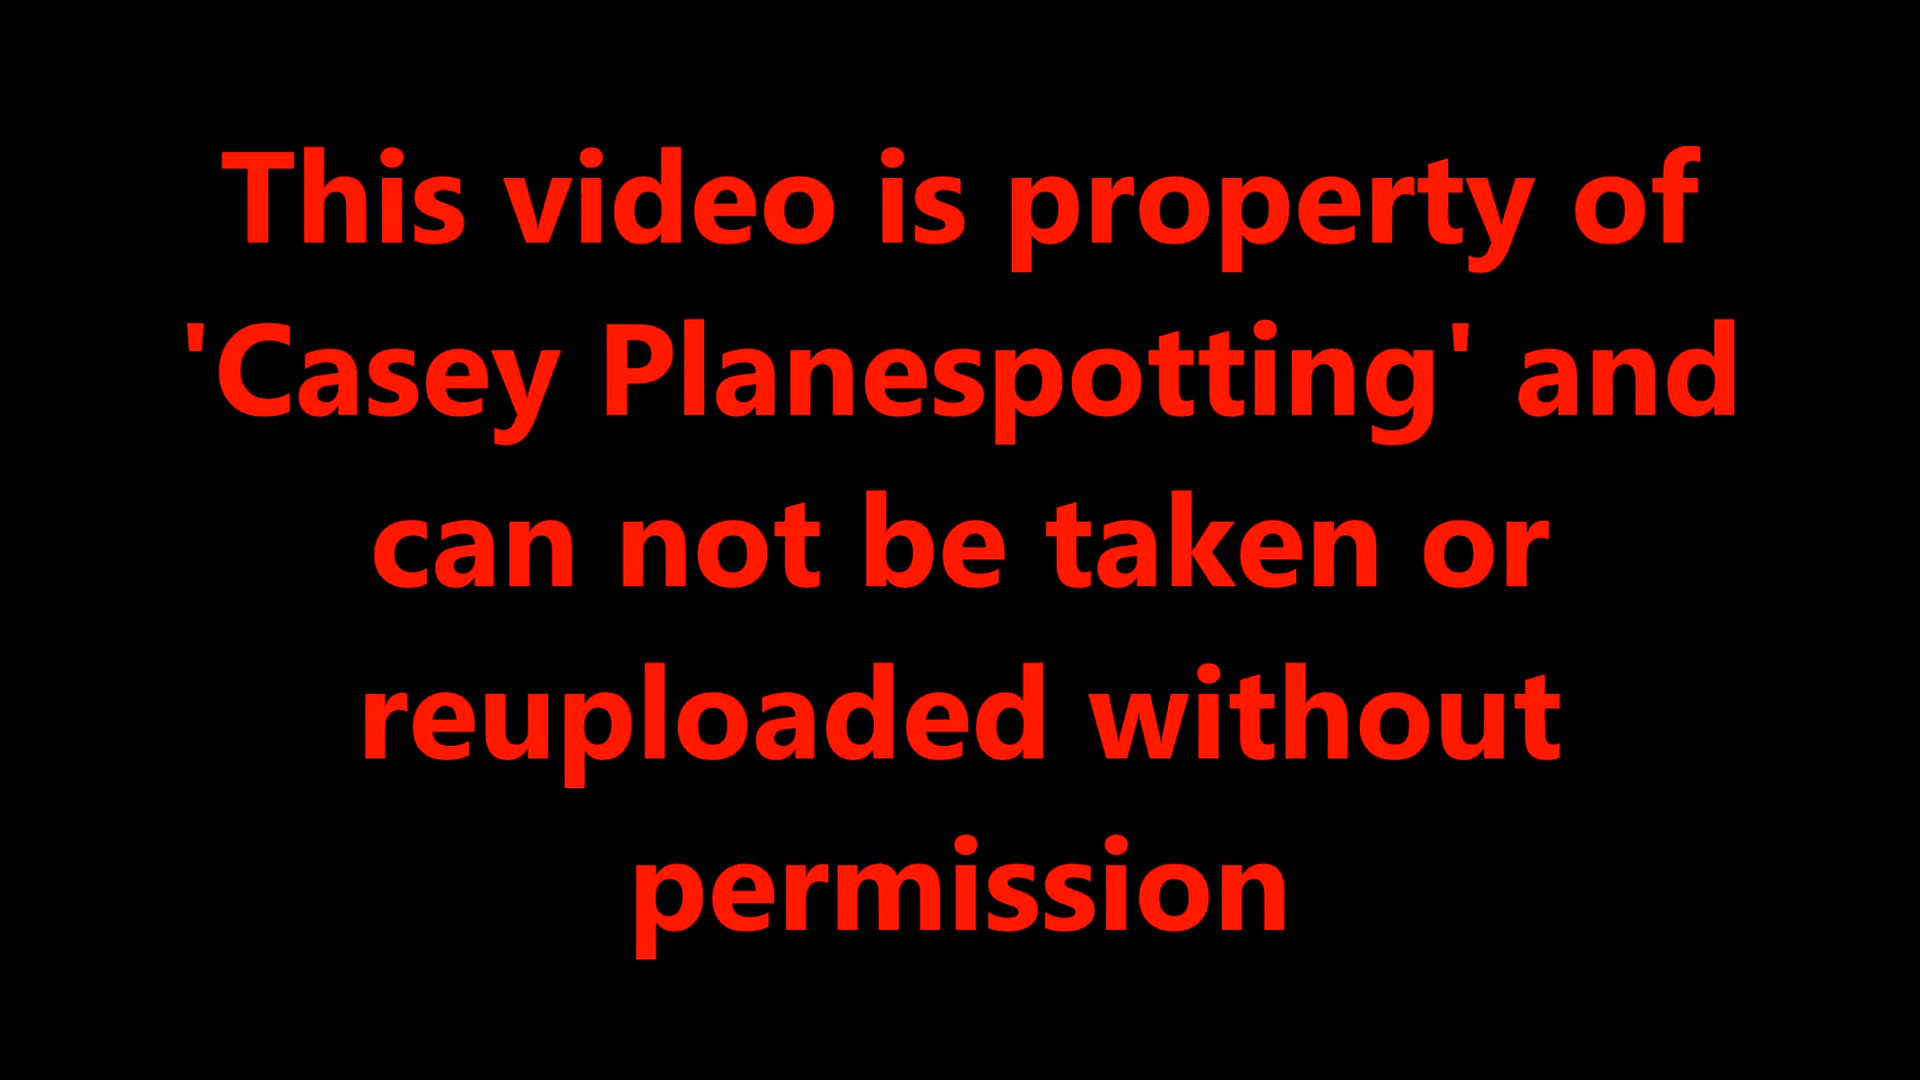 This video is property of
'Casey Planespotting' and
can not be taken or
reuploaded without
permission